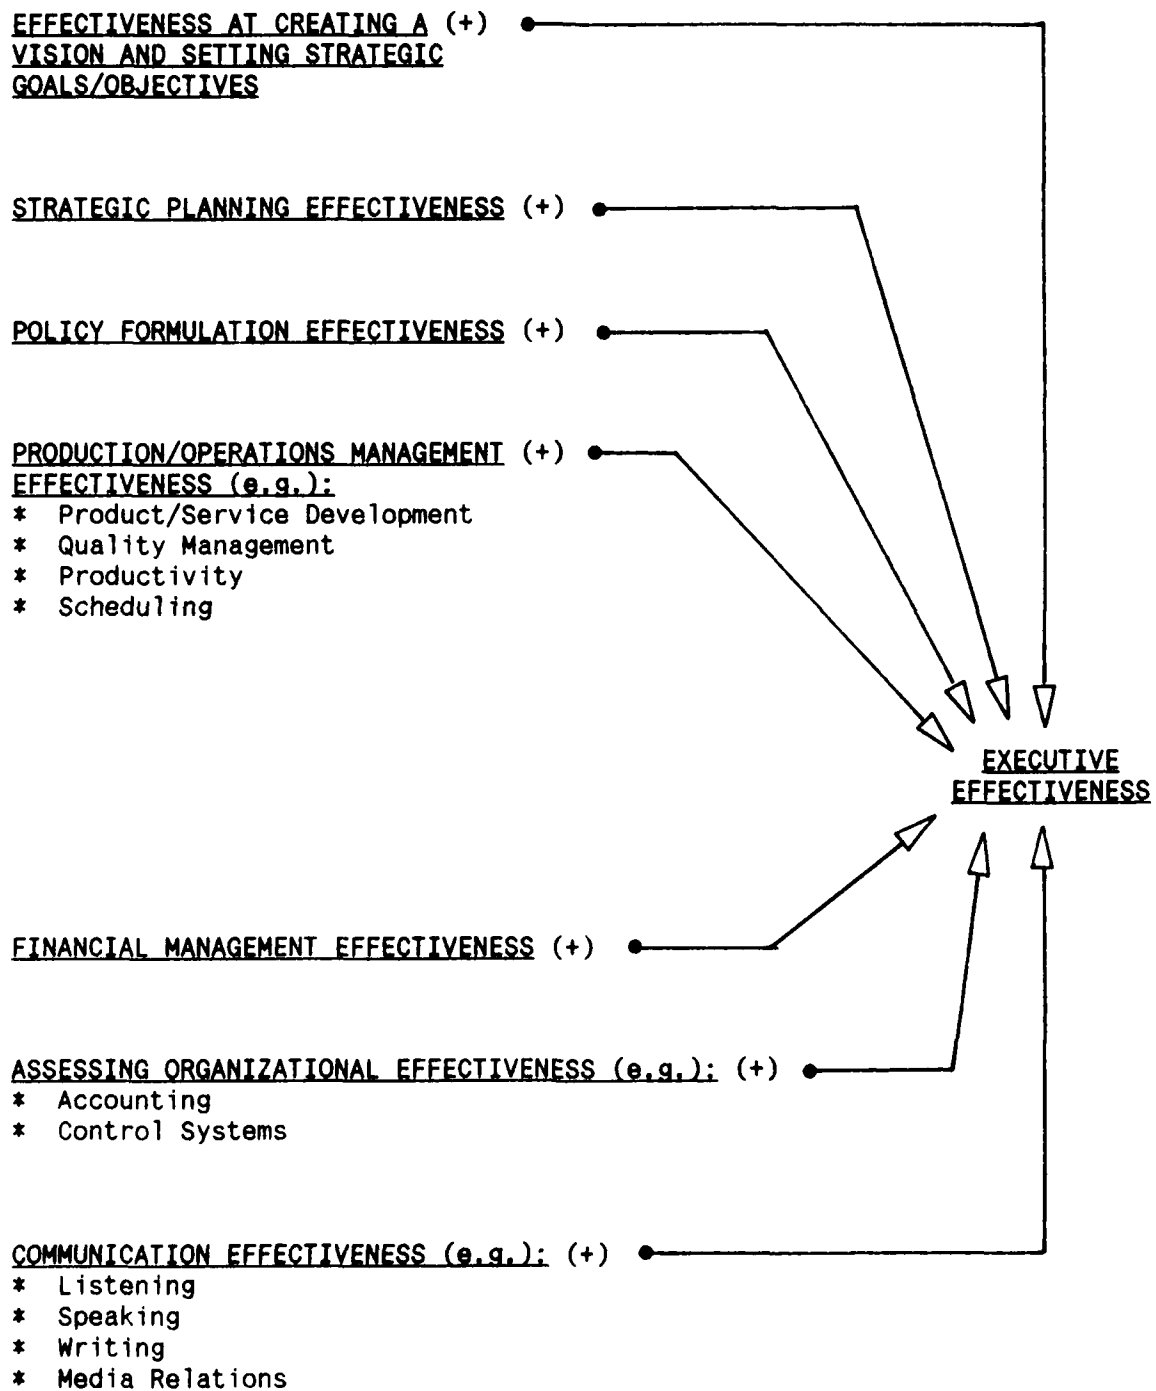 EFFECTIVENESS AT CREATING A (+)
VISION AND SETTING STRATEGIC
GOALS/OBJECTIVES
STRATEGIC PLANNING EFFECTIVENESS (+)
POLICY FORMULATION EFFECTIVENESS (+)
PRODUCTION/OPERATIONS MANAGEMENT (+)
EFFECTIVENESS (e.g.):
* Product/Service Development
* Quality Management
* Productivity
* Scheduling
EXECUTIVE
EFFECTIVENESS
FINANCIAL MANAGEMENT EFFECTIVENESS (+)
ASSESSING ORGANIZATIONAL EFFECTIVENESS (e.g.): (+)
* Accounting
* Control Systems
COMMUNICATION EFFECTIVENESS (e.g.): (+)
* Listening
* Speaking
* Writing
* Media Relations